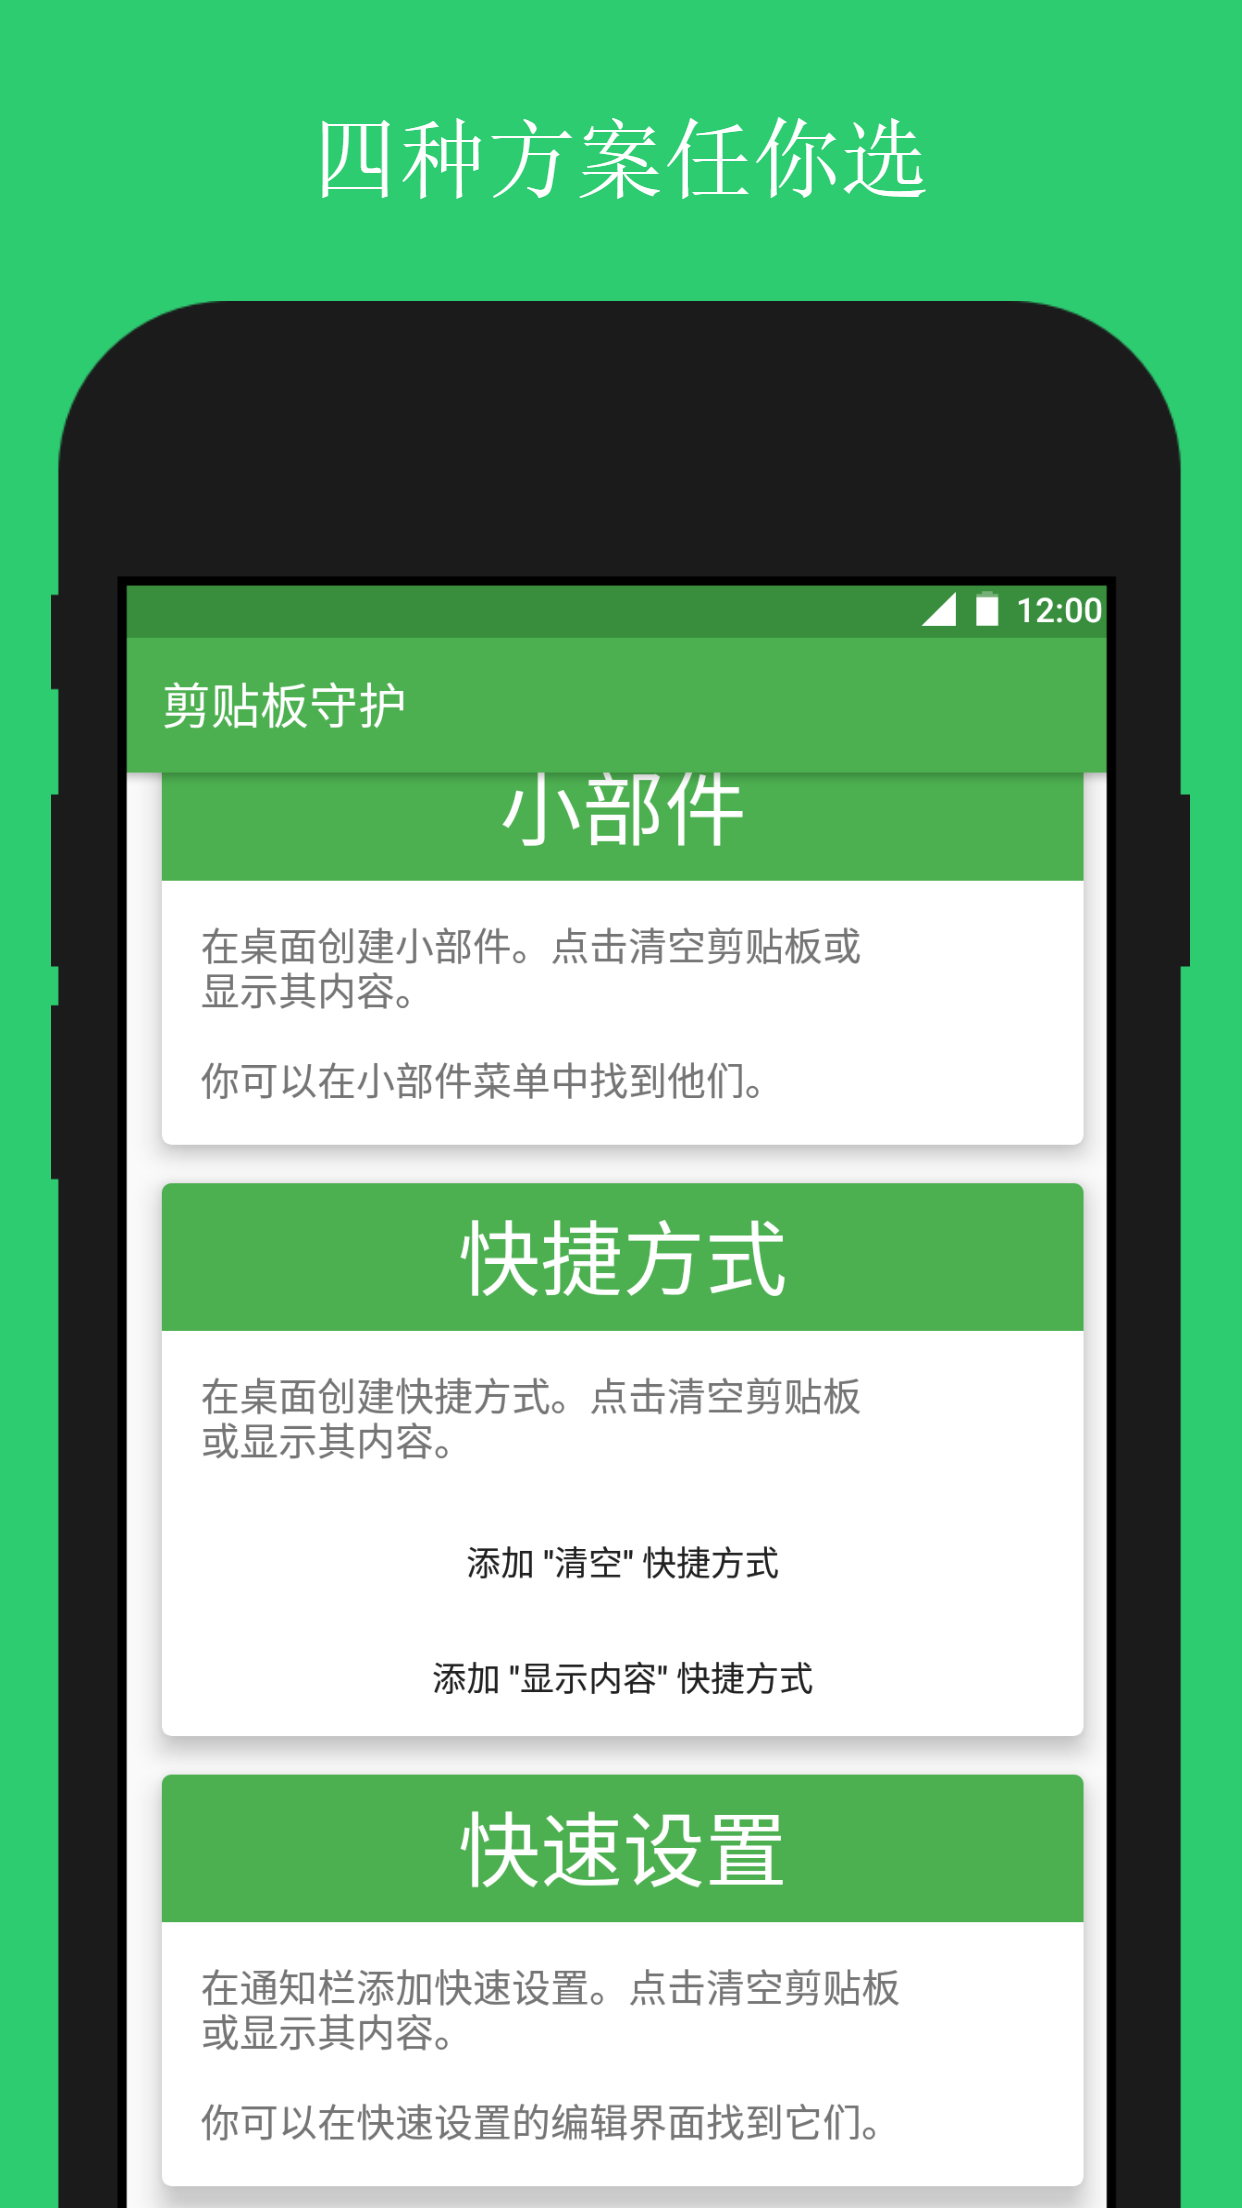 四种方案任你选
12:00
剪贴板守护
小部件
在桌面创建小部件。点击清空剪贴板或
显示其内容。
你可以在小部件菜单中找到他们。
快捷方式
在桌面创建快捷方式。点击清空剪贴板
或显示其内容。
添加 "清空" 快捷方式
添加 "显示内容" 快捷方式
快速设置
在通知栏添加快速设置。点击清空剪贴板
或显示其内容。
你可以在快速设置的编辑界面找到它们。